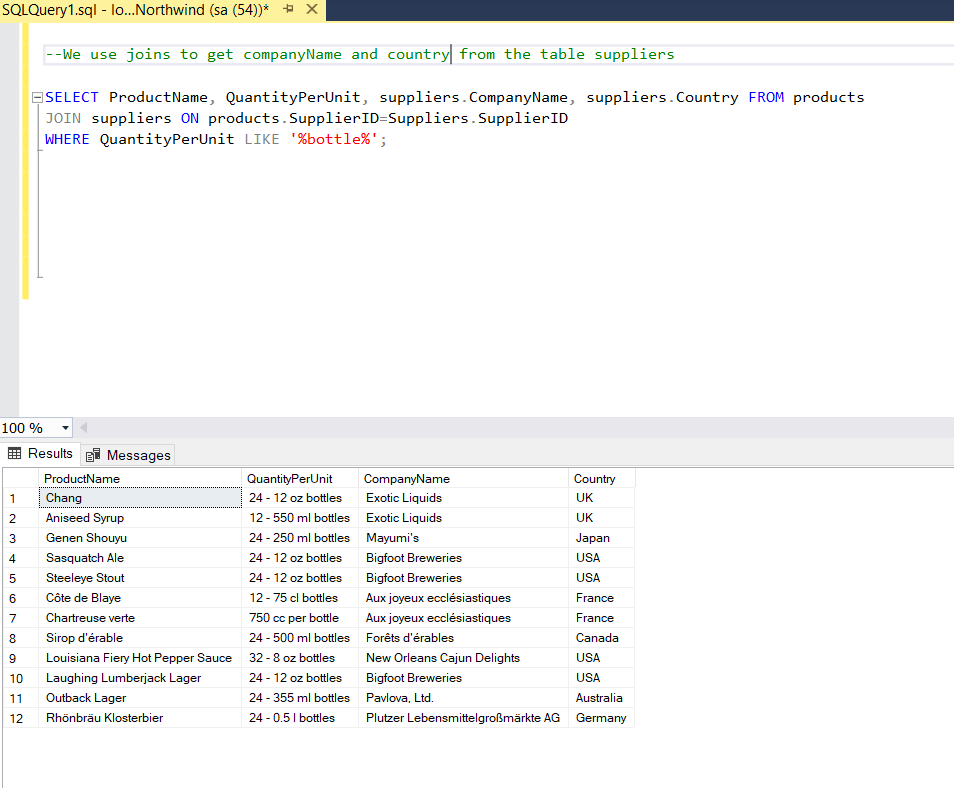 SQLQuery1.sql - lo...Northwind (sa (54))*
--We use joins to get companyName and country from the table suppliers
SELECT ProductName, QuantityPerUnit, suppliers.CompanyName, suppliers.Country FROM products
JOIN suppliers ON products.SupplierID=Suppliers.SupplierID
WHERE QuantityPerUnit LIKE '%bottle%';
100 %
Results Messages
ProductName QuantityPerUnit CompanyName Country
1 Chang 24 - 12 oz bottles Exotic Liquids UK
2 Aniseed Syrup 12 - 550 ml bottles Exotic Liquids UK
3 Genen Shouyu 24 - 250 ml bottles Mayumi's Japan
4 Sasquatch Ale 24 - 12 oz bottles Bigfoot Breweries USA
5 Steeleye Stout 24 - 12 oz bottles Bigfoot Breweries USA
6 Côte de Blaye 12 - 75 cl bottles Aux joyeux ecclésiastiques France
7 Chartreuse verte 750 cc per bottle Aux joyeux ecclésiastiques France
8 Sirop d'érable 24 - 500 ml bottles Forêts d'érables Canada
9 Louisiana Fiery Hot Pepper Sauce 32 - 8 oz bottles New Orleans Cajun Delights USA
10 Laughing Lumberjack Lager 24 - 12 oz bottles Bigfoot Breweries USA
11 Outback Lager 24 - 355 ml bottles Pavlova, Ltd. Australia
12 Rhönbräu Klosterbier 24 - 0.5 l bottles Plutzer Lebensmittelgroßmärkte AG Germany